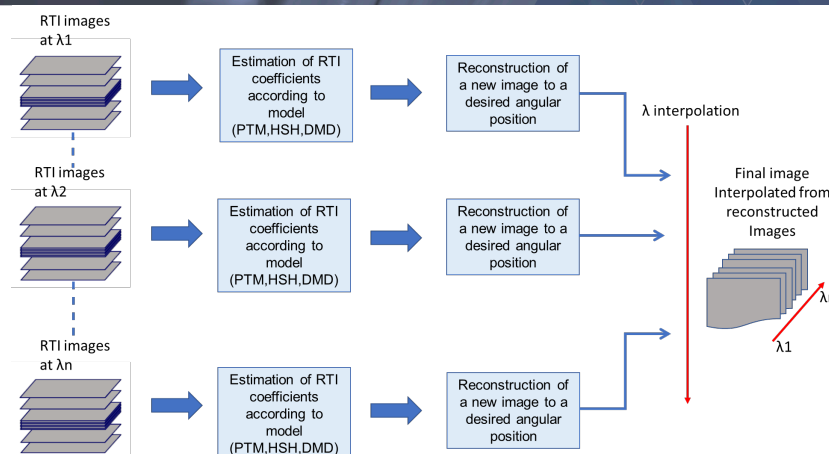 RTI images
at λ1
Estimation of RTI
coefficients
according to
model
(PTM,HSH,DMD)
Reconstruction of
a new image to a
desired angular
position
λ interpolation
RTI images
at λ2
Estimation of RTI
coefficients
according to
model
(PTM,HSH,DMD)
Reconstruction of
a new image to a
desired angular
position
Final image
Interpolated from
reconstructed
Images
λ1
RTI images
at λn
Estimation of RTI
coefficients
according to
model
(PTM,HSH,DMD)
Reconstruction of
a new image to a
desired angular
position